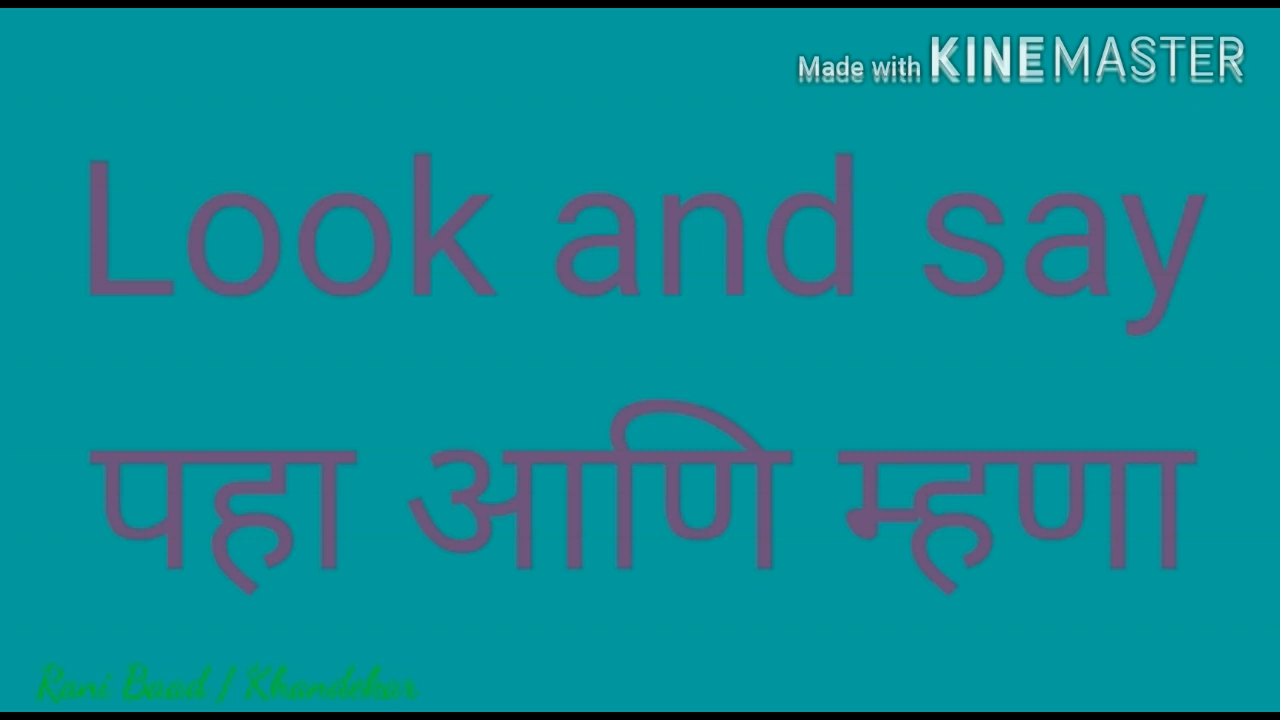 Made with KINEMASTER
Look and say
पहा आणि म्हणा
Rani Baad / Khandekar